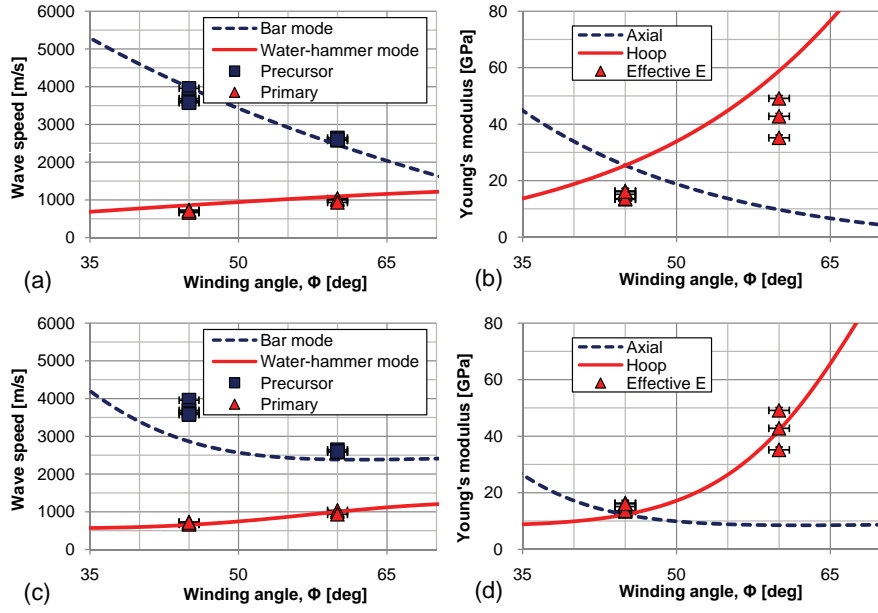 6000
5000
4000
3000
2000
1000
0
Wave speed [m/s]
Bar mode
Water-hammer mode
Precursor
Primary
35
50
65
Winding angle, Φ [deg]
(a)
80
60
40
20
0
Young's modulus [GPa]
Axial
Hoop
Effective E
35
50
65
Winding angle, Φ [deg]
(b)
6000
5000
4000
3000
2000
1000
0
Wave speed [m/s]
Bar mode
Water-hammer mode
Precursor
Primary
35
50
65
Winding angle, Φ [deg]
(c)
80
60
40
20
0
Young's modulus [GPa]
Axial
Hoop
Effective E
35
50
65
Winding angle, Φ [deg]
(d)